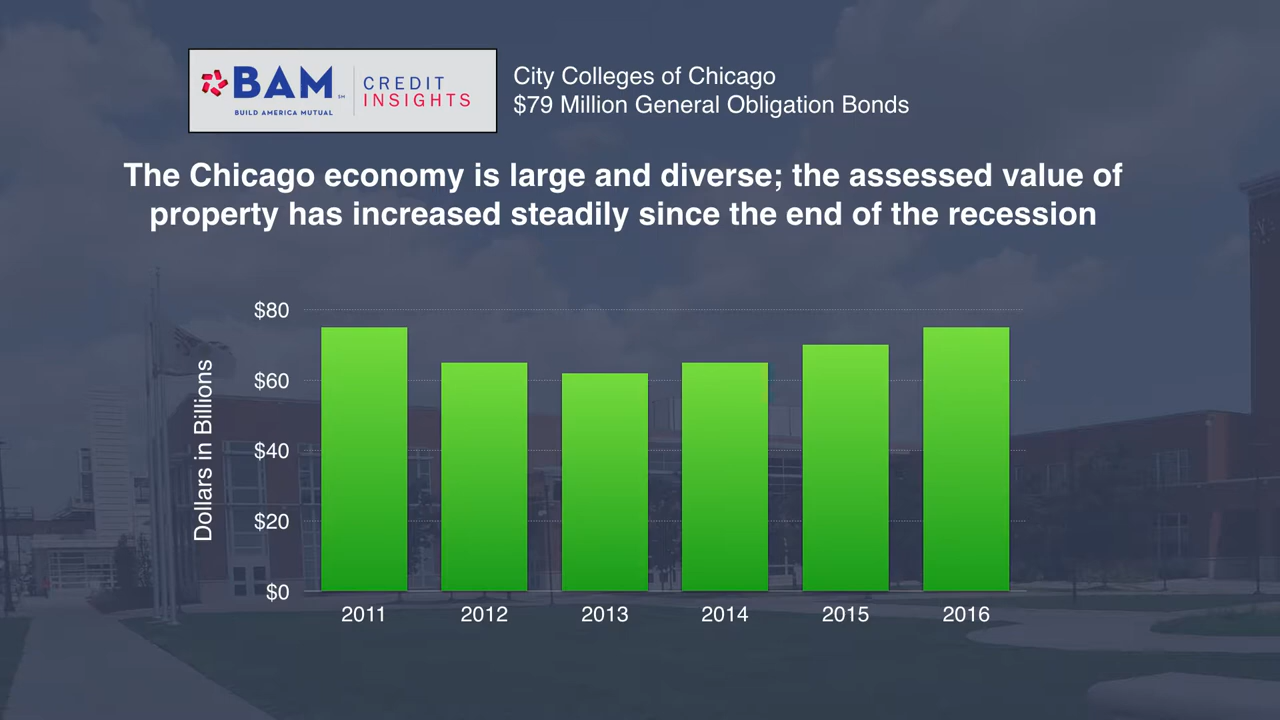 BAM
SM
BUILD AMERICA MUTUAL
CREDIT
INSIGHTS
City Colleges of Chicago
$79 Million General Obligation Bonds
The Chicago economy is large and diverse; the assessed value of
property has increased steadily since the end of the recession
Dollars in Billions
$80
$60
$40
$20
$0
2011 2012 2013 2014 2015 2016